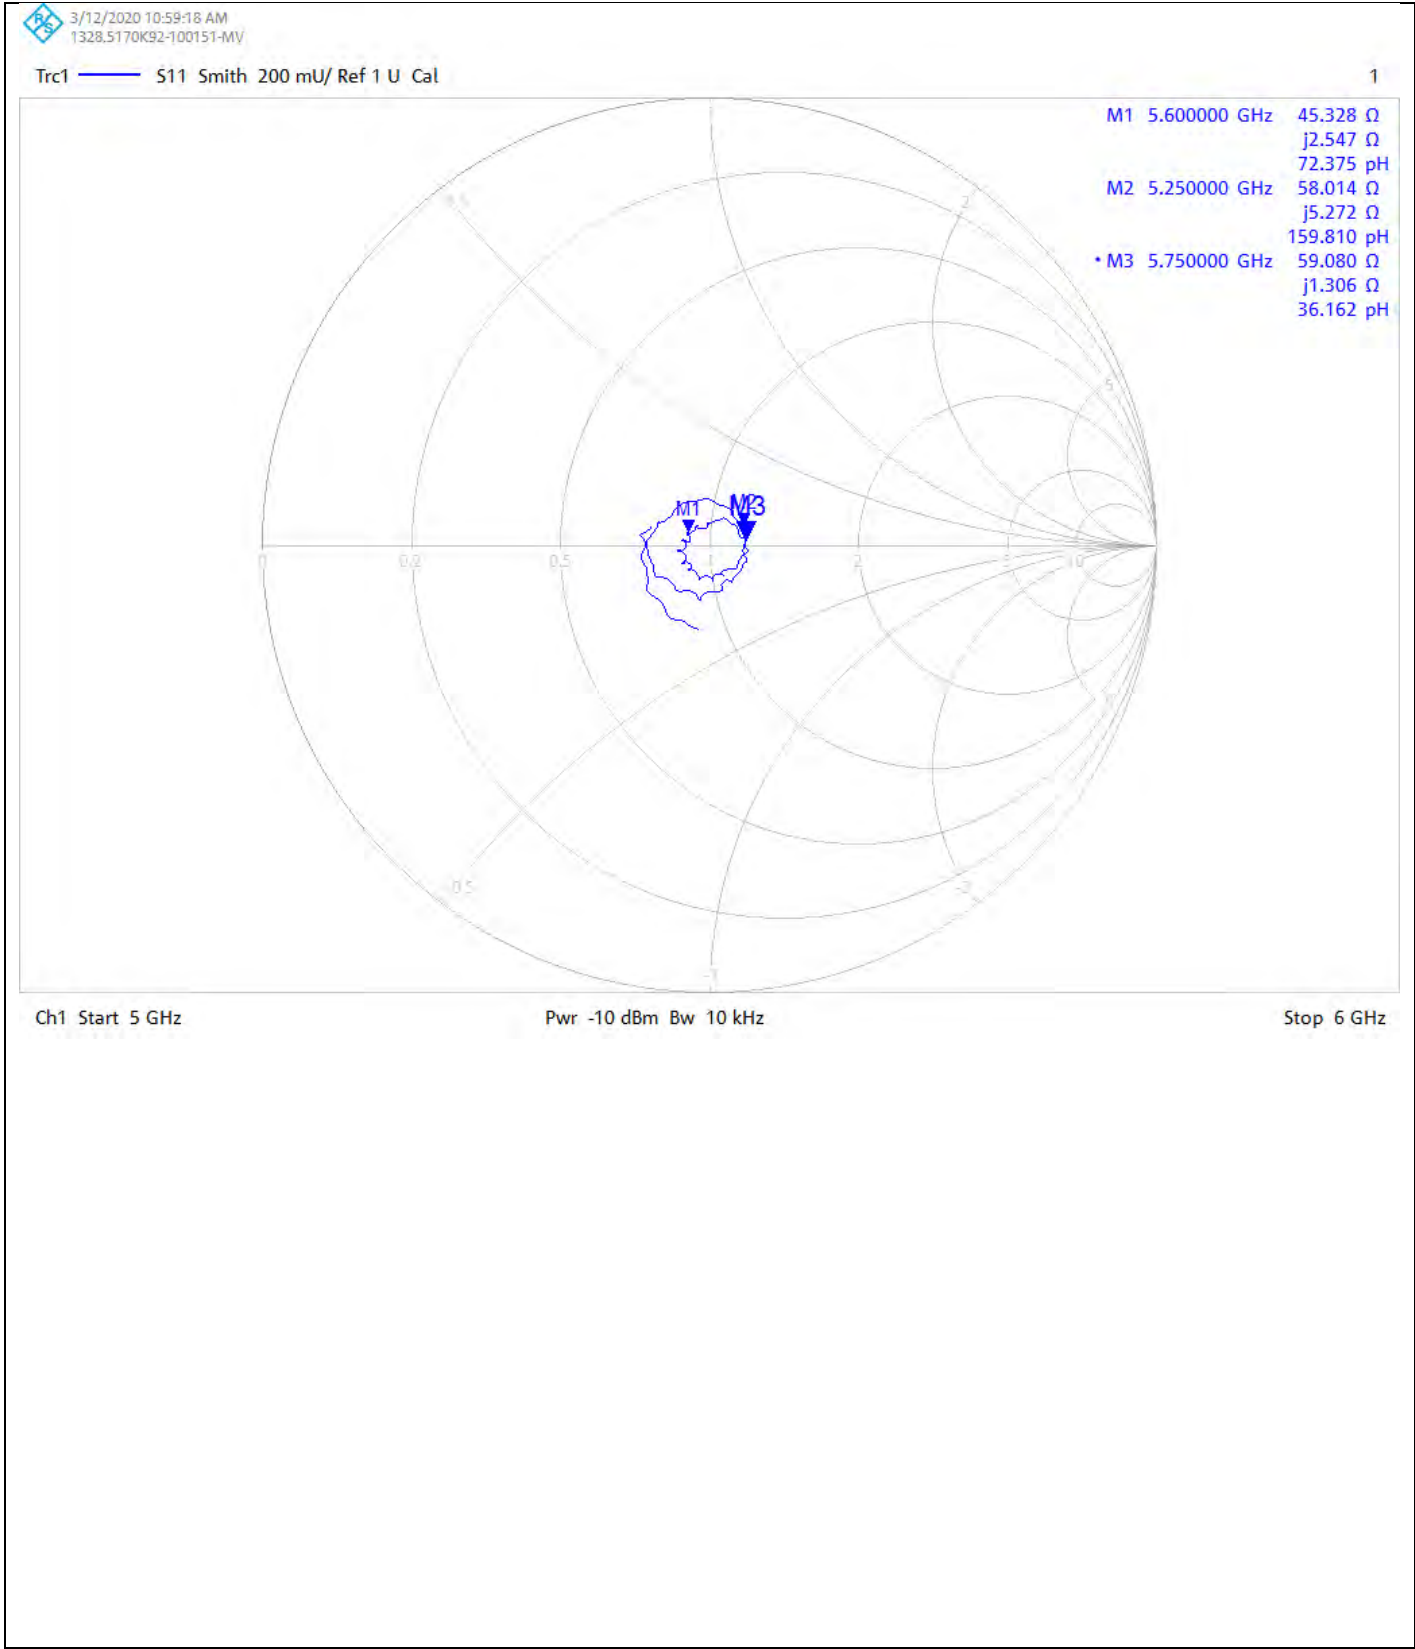 3/12/2020 10:59:18 AM
1328.5170K92-100151-MV
Trc1 S11 Smith 200 mU/ Ref 1 U Cal 1
M1 5.600000 GHz 45.328 Ω
j2.547 Ω
72.375 pH
M2 5.250000 GHz 58.014 Ω
j5.272 Ω
159.810 pH
• M3 5.750000 GHz 59.080 Ω
j1.306 Ω
36.162 pH
2
5
M1 M2 M3
0 0.2 0.5 1 2 5 10
-0.5 -2
-1
Ch1 Start 5 GHz Pwr -10 dBm Bw 10 kHz Stop 6 GHz